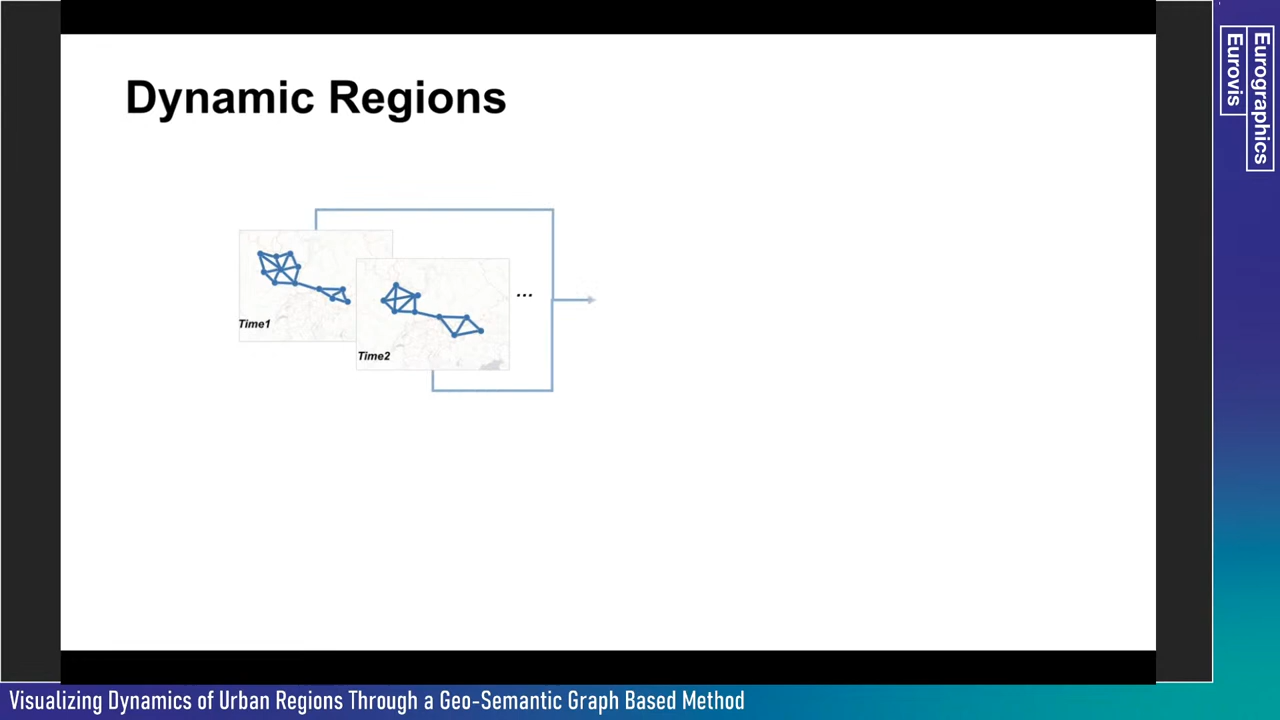 Dynamic Regions
Time1
Time2
...
Visualizing Dynamics of Urban Regions Through a Geo-Semantic Graph Based Method
Eurographics
Eurovis